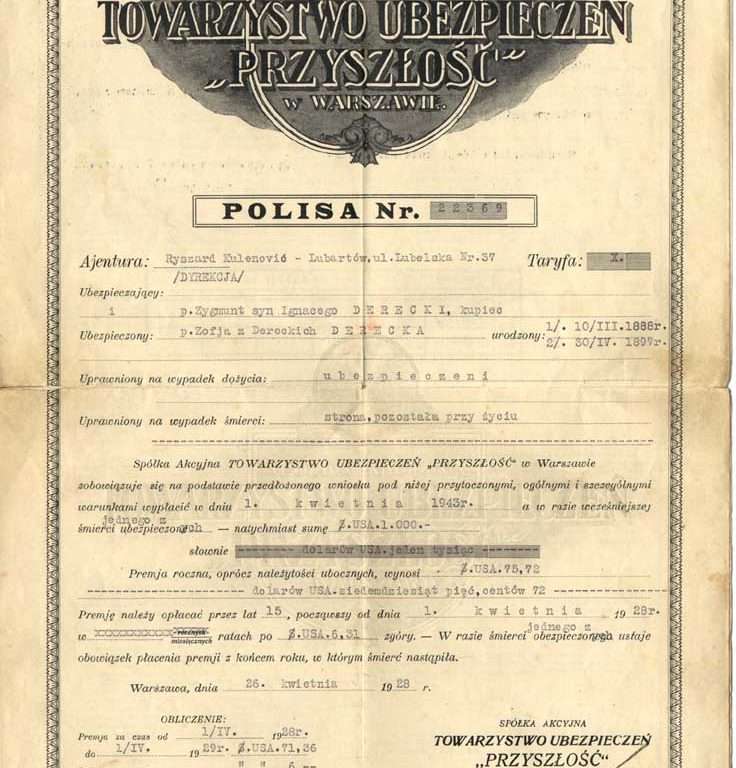 TOWARZYSTWO UBEZPIECZEŃ
„PRZYSZŁOŚĆ“
W WARSZAWIE.
POLISA Nr. 22369
Ajentura: Ryszard Kulenović - Lubartów, ul. Lubelska Nr. 37 Taryfa: X.
/DYREKCJA/
Ubezpieczający:
i p. Zygmunt syn Ignacego DERECKI, kupiec
Ubezpieczony: p. Zofja z Dereckich DERECKA urodzony: 1/. 10/III. 1888r.
2/. 30/IV. 1897r.
Uprawniony na wypadek dożycia: ubezpieczeni
Uprawniony na wypadek śmierci: strona, pozostała przy życiu
Spółka Akcyjna TOWARZYSTWO UBEZPIECZEŃ „PRZYSZŁOŚĆ“ w Warszawie
zobowiązuje się na podstawie przedłożonego wniosku pod niżej przytoczonymi, ogólnymi i szczególnymi
warunkami wypłacić w dniu 1. kwietnia 1943r. a w razie wcześniejszej
jednego z
śmierci ubezpieczonych — natychmiast sumę $.USA.1.000.-
słownie dolarów USA. jeden tysiąc
Premja roczna, oprócz należytości ubocznych, wynosi $.USA.75,72
dolarów USA. siedemdziesiąt pięć, centów 72
Premję należy opłacać przez lat 15, począwszy od dnia 1. kwietnia 1928r.
jednego z
w xxxxxxxxxxx rocznych miesięcznych ratach po $.USA.6,31 zgóry. — W razie śmierci obezpieczonych ustaje
obowiązek płacenia premji z końcem roku, w którym śmierć nastąpiła.
Warszawa, dnia 26. kwietnia 1928 r.
OBLICZENIE:
Premja za czas od 1/IV. 1928r.
do 1/IV. 1929r. $.USA.71,36
SPÓŁKA AKCYJNA
TOWARZYSTWO UBEZPIECZEŃ
„PRZYSZŁOŚĆ“